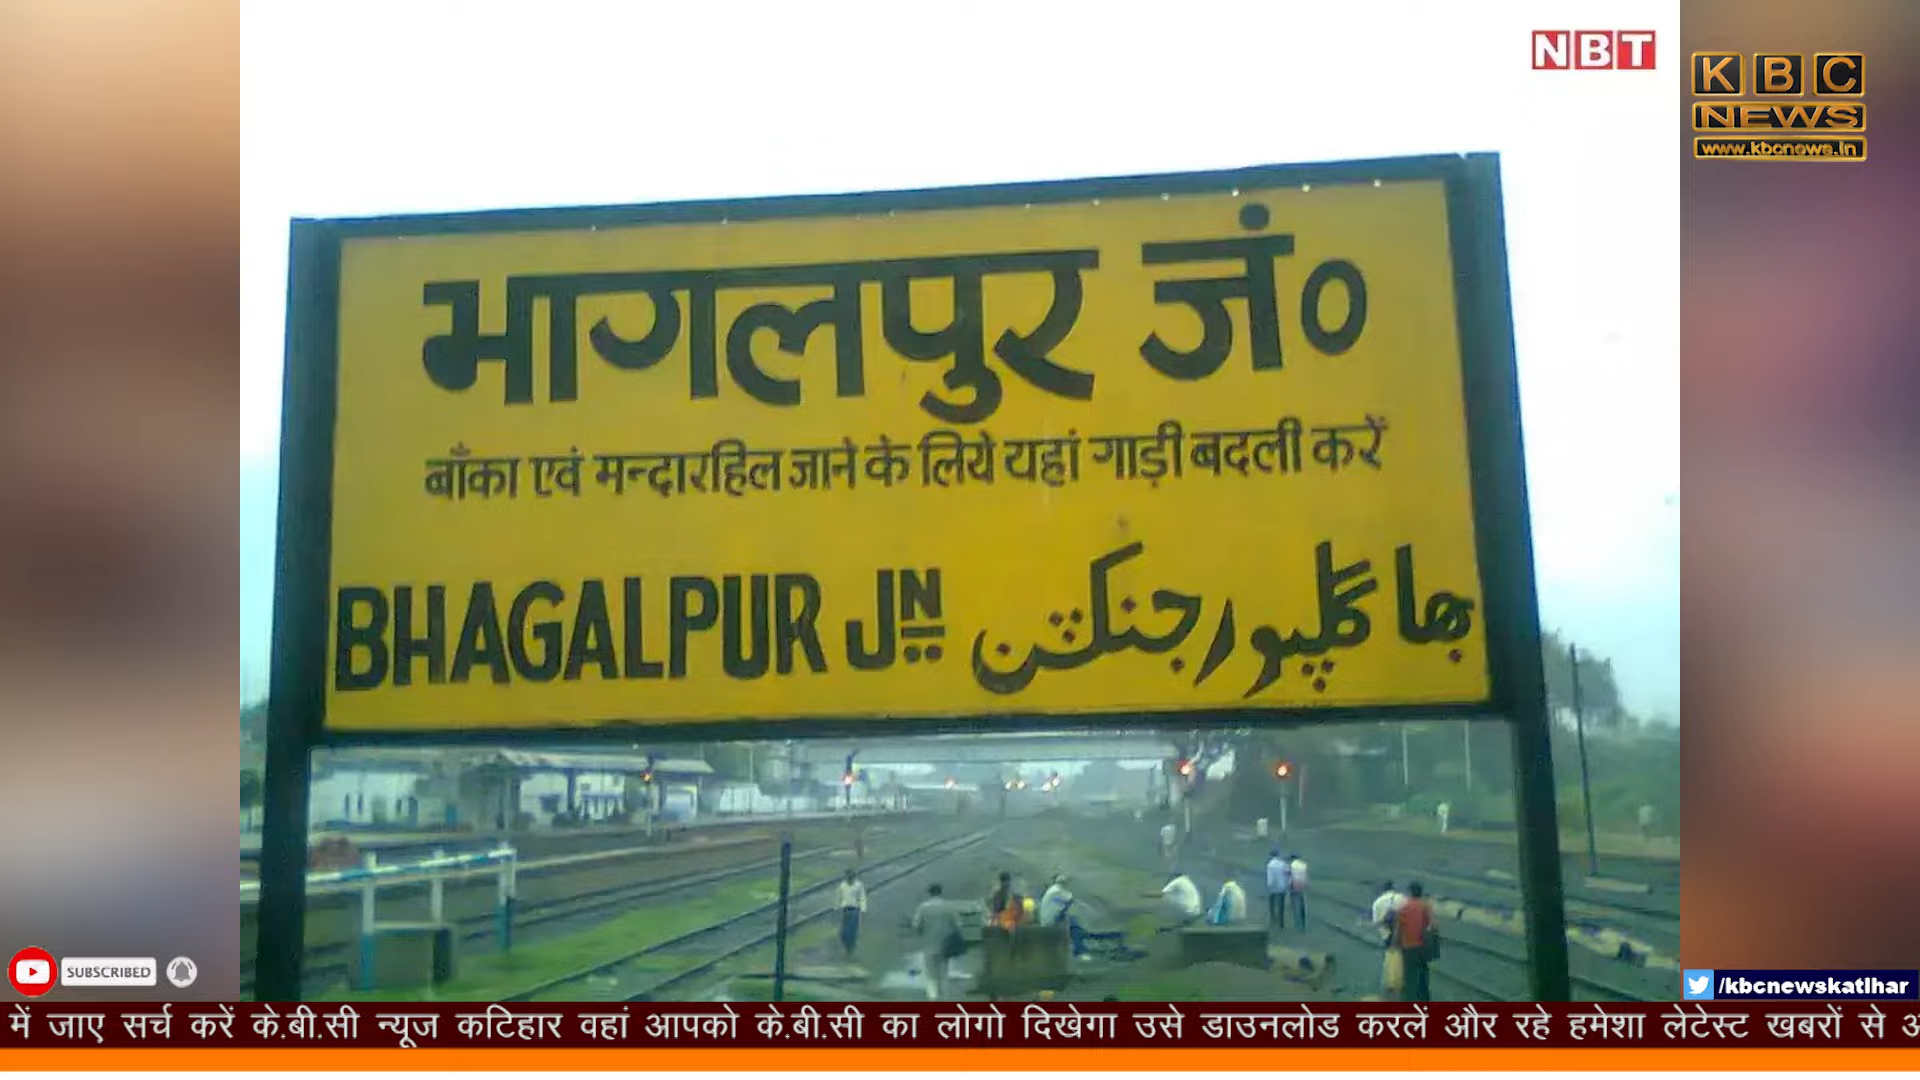 NBT
KBC
NEWS
www.kbcnews.in
भागलपुर जं०
बाँका एवं मन्दारहिल जाने के लिये यहां गाड़ी बदली करें
BHAGALPUR JN
بھاگلپور جنکشن
SUBSCRIBED
/kbcnewskatihar
में जाए सर्च करें के.बी.सी न्यूज कटिहार वहां आपको के.बी.सी का लोगो दिखेगा उसे डाउनलोड करलें और रहे हमेशा लेटेस्ट खबरों से